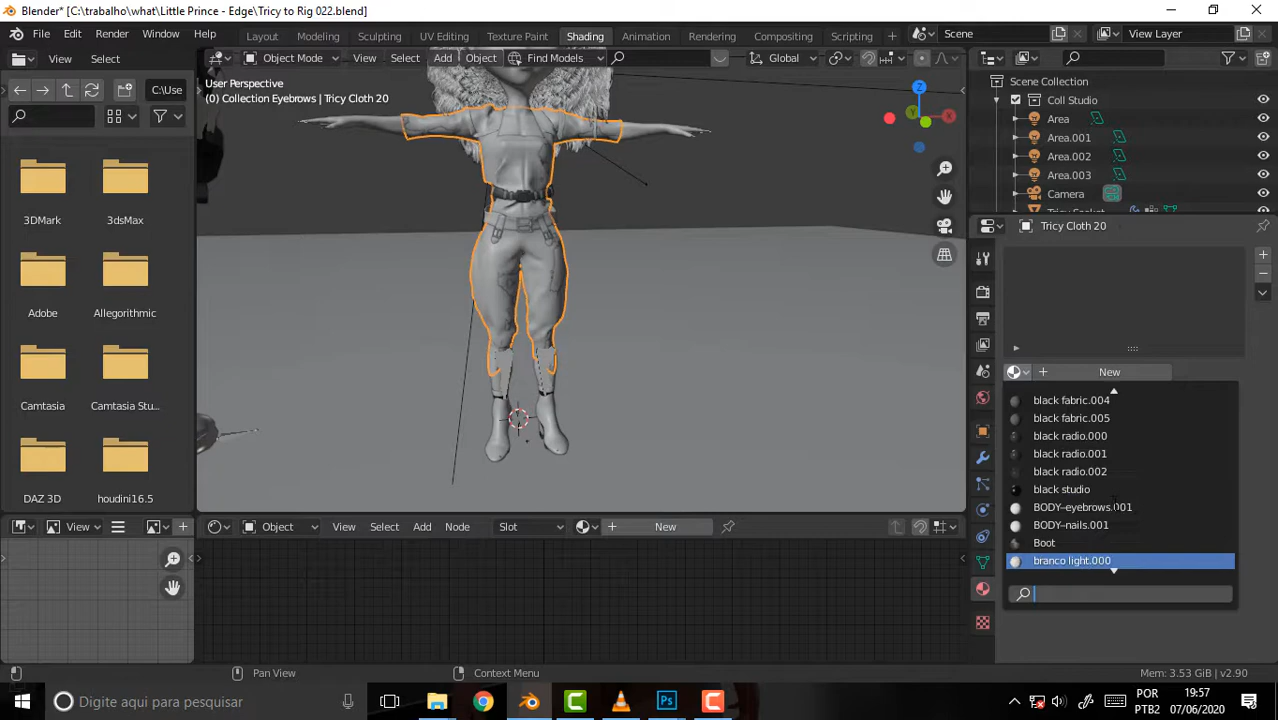 Blender* [C:\trabalho\what\Little Prince - Edge\Tricy to Rig 022.blend]
File Edit Render Window Help Layout Modeling Sculpting UV Editing Texture Paint Shading Animation Rendering Compositing Scripting Scene View Layer
View Select Object Mode View Select Add Object Find Models Global
C:\Use
User Perspective
(0) Collection Eyebrows | Tricy Cloth 20
Scene Collection
Coll Studio
Area
Area.001
Area.002
Area.003
Camera
3DMark 3dsMax
Adobe Allegorithmic
Camtasia Camtasia Stu...
DAZ 3D houdini16.5
Tricy Cloth 20
New
black fabric.004
black fabric.005
black radio.000
black radio.001
black radio.002
black studio
BODY-eyebrows.001
BODY-nails.001
Boot
branco light.000
View Object View Select Add Node Slot New
Pan View Context Menu Mem: 3.53 GiB | v2.90
Digite aqui para pesquisar
POR
PTB2
19:57
07/06/2020